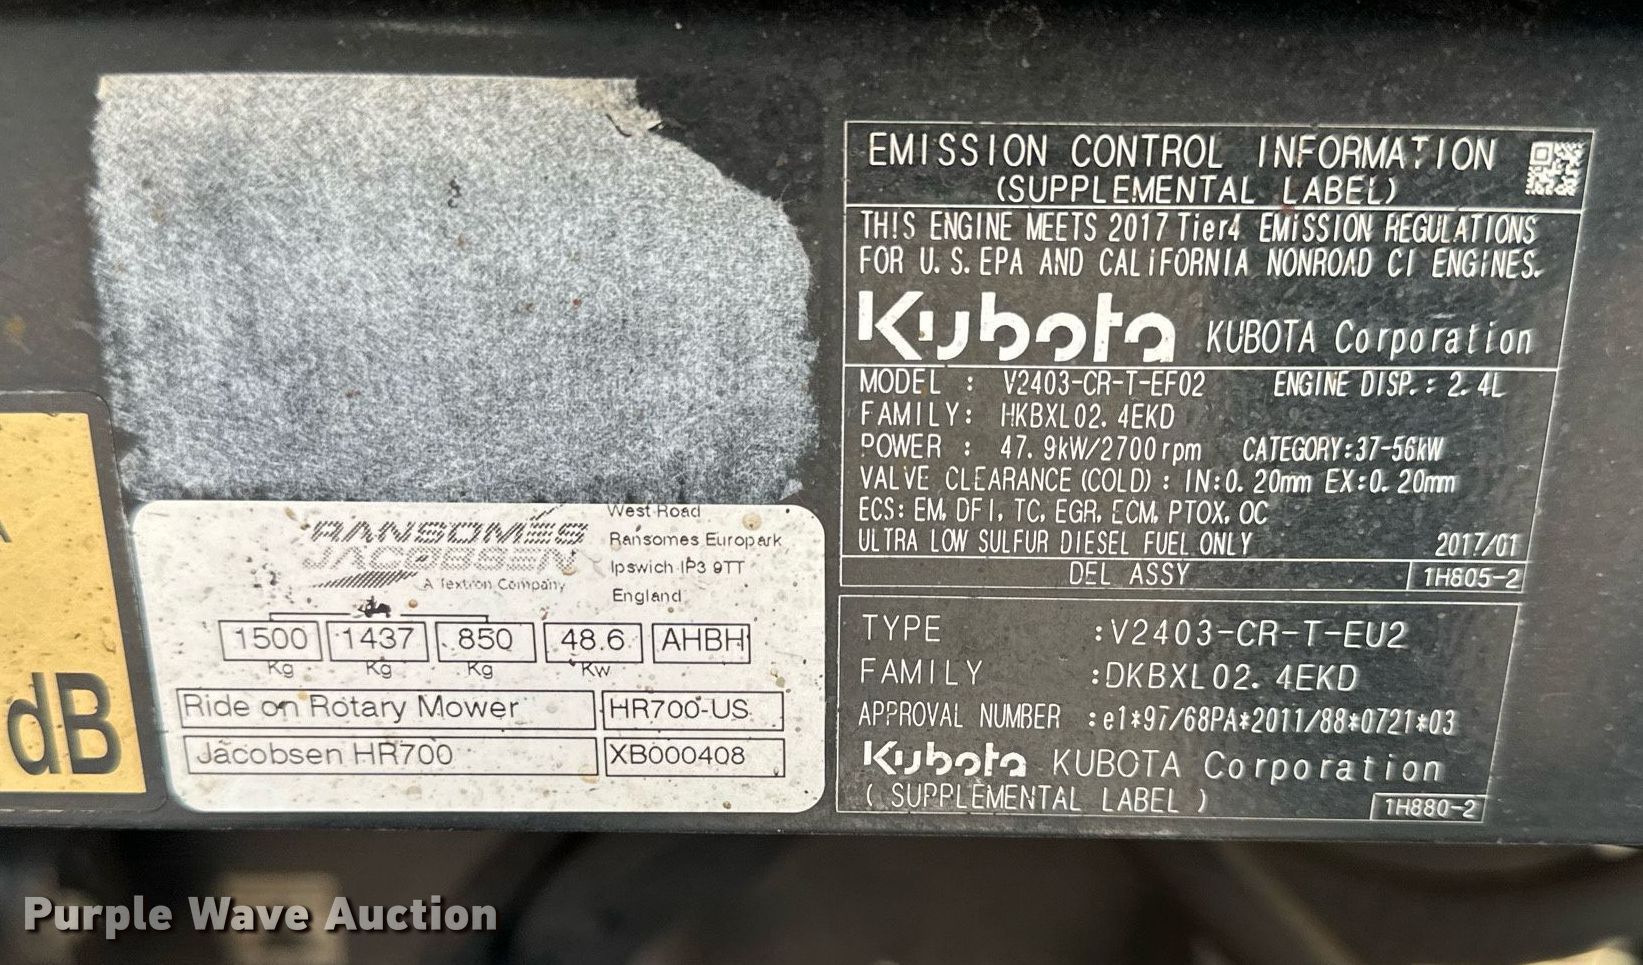 dB
West Road
RANSOMES
JACOBSEN
A Textron Company
Ransomes Europark
Ipswich IP3 9TT
England
1500 1437 850 48.6 AHBH
Kg Kg Kg Kw
Ride on Rotary Mower HR700-US
Jacobsen HR700 XB000408
EMISSION CONTROL INFORMATION
(SUPPLEMENTAL LABEL)
THIS ENGINE MEETS 2017 Tier4 EMISSION REGULATIONS
FOR U.S.EPA AND CALIFORNIA NONROAD CI ENGINES.
Kubota KUBOTA Corporation
MODEL : V2403-CR-T-EF02 ENGINE DISP.: 2.4L
FAMILY: HKBXL02.4EKD
POWER : 47.9kW/2700rpm CATEGORY:37-56kW
VALVE CLEARANCE(COLD): IN:0.20mm EX:0.20mm
ECS: EM, DFI, TC, EGR, ECM, PTOX, OC
ULTRA LOW SULFUR DIESEL FUEL ONLY 2017/01
DEL ASSY 1H805-2
TYPE :V2403-CR-T-EU2
FAMILY :DKBXL02.4EKD
APPROVAL NUMBER :e1*97/68PA*2011/88*0721*03
Kubota KUBOTA Corporation
(SUPPLEMENTAL LABEL) 1H880-2
Purple Wave Auction